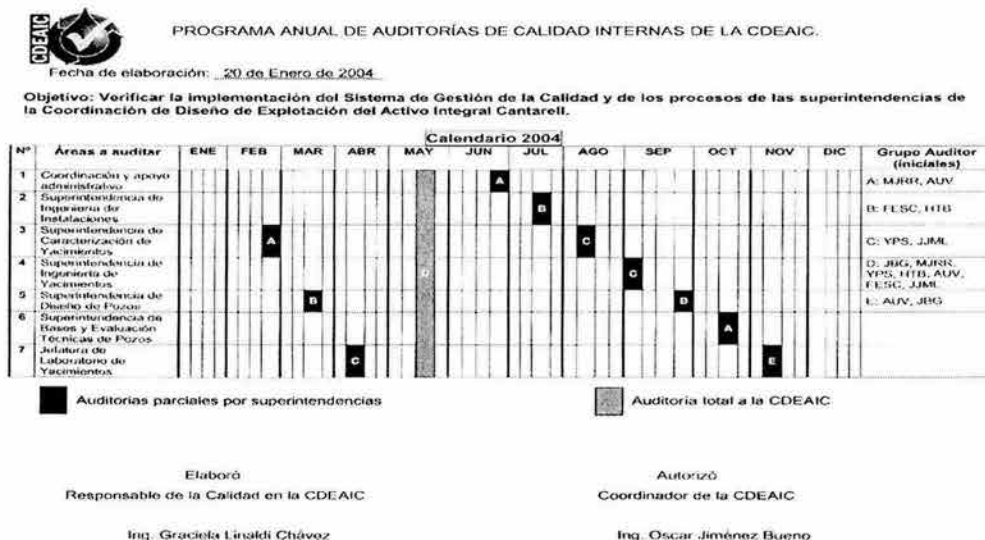 CDEAIC
PROGRAMA ANUAL DE AUDITORÍAS DE CALIDAD INTERNAS DE LA CDEAIC.
Fecha de elaboración: 20 de Enero de 2004
Objetivo: Verificar la implementación del Sistema de Gestión de la Calidad y de los procesos de las superintendencias de
la Coordinación de Diseño de Explotación del Activo Integral Cantarell.
Calendario 2004
Nº Áreas a auditar ENE FEB MAR ABR MAY JUN JUL AGO SEP OCT NOV DIC Grupo Auditor
(iniciales)
1 Coordinación y apoyo
administrativo
A
A: MJRR, AUV
2 Superintendencia de
Ingeniería de
Instalaciones
B
B: FESC, HTB
3 Superintendencia de
Caracterización de
Yacimientos
A C
C: YPS, JJML
4 Superintendencia de
Ingeniería de
Yacimientos
D C
D: JBG, MJRR,
YPS, HTB, AUV,
FESC, JJML
5 Superintendencia de
Diseño de Pozos
B D
E: AUV, JBG
6 Superintendencia de
Bases y Evaluación
Técnicas de Pozos
A
7 Jefatura de
Laboratorio de
Yacimientos
C E
Auditorias parciales por superintendencias
Auditoria total a la CDEAIC
Elaboró
Autorizó
Responsable de la Calidad en la CDEAIC
Coordinador de la CDEAIC
Ing. Graciela Linaldi Chávez
Ing. Oscar Jiménez Bueno